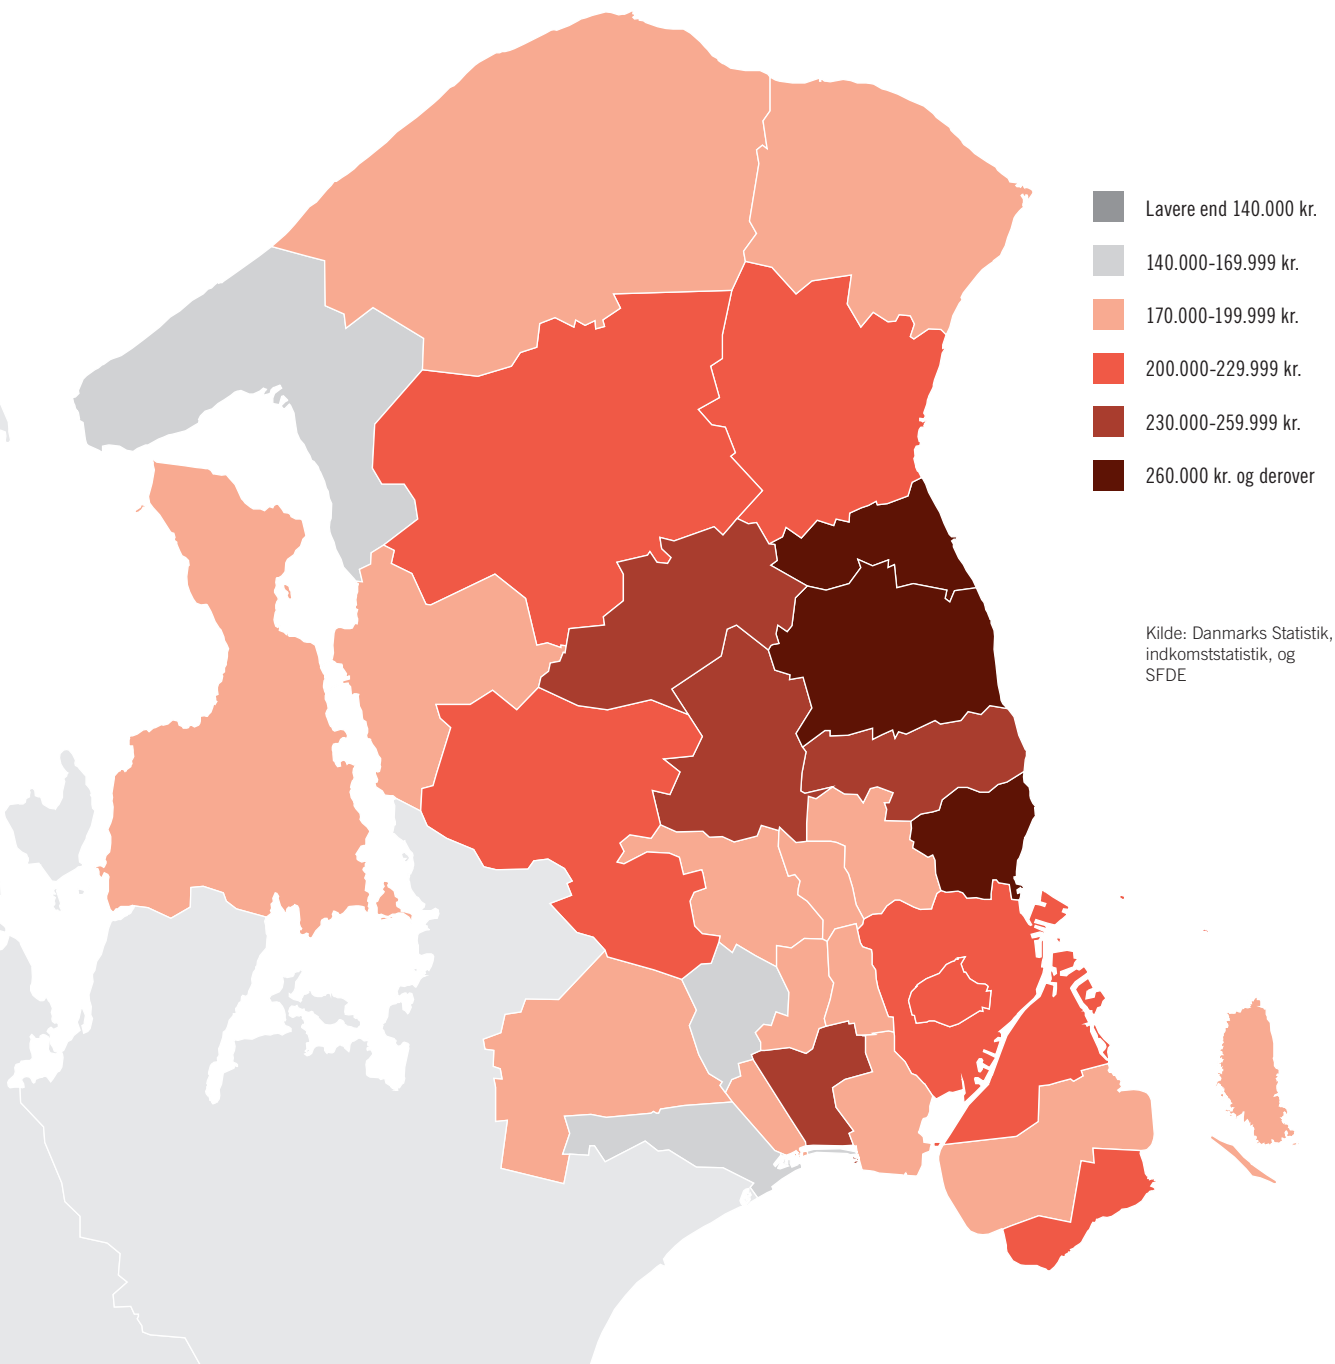 Lavere end 140.000 kr.
140.000-169.999 kr.
170.000-199.999 kr.
200.000-229.999 kr.
230.000-259.999 kr.
260.000 kr. og derover
Kilde: Danmarks Statistik,
indkomststatistik, og
SFDE